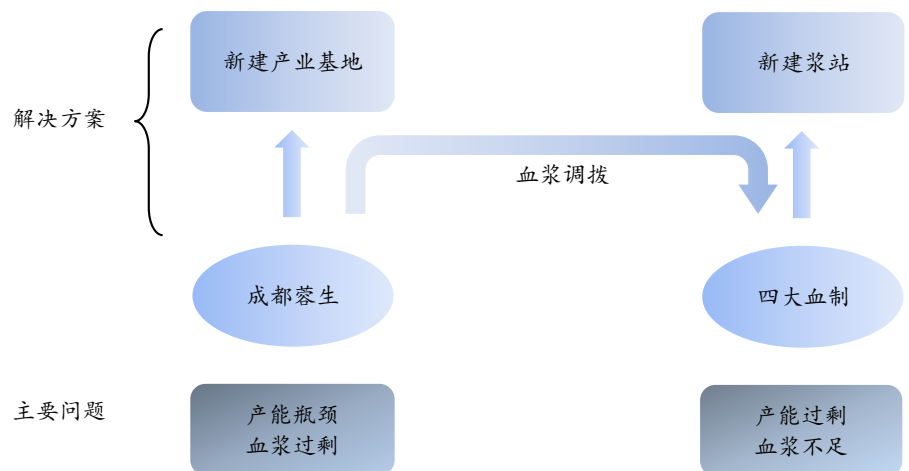 新建产业基地
新建浆站
解决方案
血浆调拨
成都蓉生
四大血制
主要问题
产能瓶颈
血浆过剩
产能过剩
血浆不足